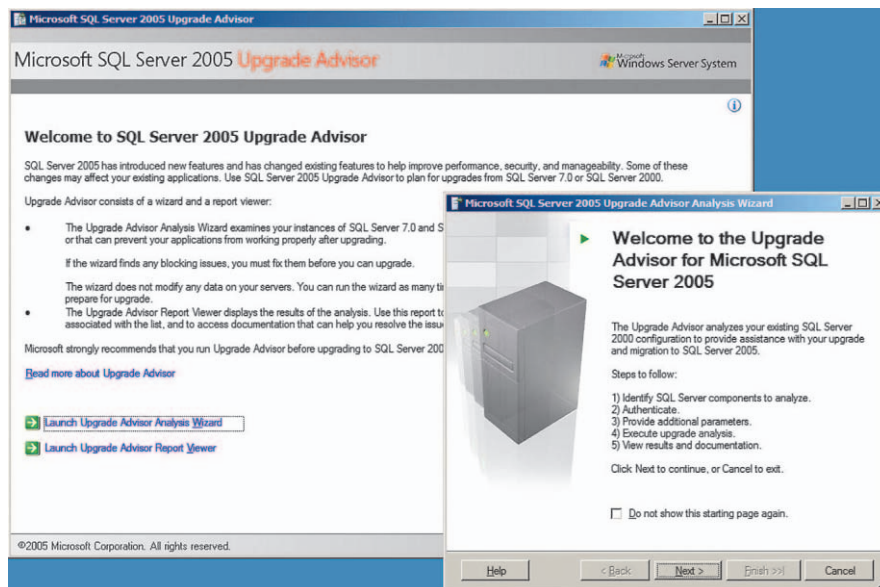 Microsoft SQL Server 2005 Upgrade Advisor
Microsoft SQL Server 2005 Upgrade Advisor
Microsoft
Windows Server System
Welcome to SQL Server 2005 Upgrade Advisor
SQL Server 2005 has introduced new features and has changed existing features to help improve performance, security, and manageability. Some of these
changes may affect your existing applications. Use SQL Server 2005 Upgrade Advisor to plan for upgrades from SQL Server 7.0 or SQL Server 2000.
Upgrade Advisor consists of a wizard and a report viewer:
• The Upgrade Advisor Analysis Wizard examines your instances of SQL Server 7.0 and S
or that can prevent your applications from working properly after upgrading.
If the wizard finds any blocking issues, you must fix them before you can upgrade.
The wizard does not modify any data on your servers. You can run the wizard as many ti
prepare for upgrade.
• The Upgrade Advisor Report Viewer displays the results of the analysis. Use this report to
associated with the list, and to access documentation that can help you resolve the issu
Microsoft strongly recommends that you run Upgrade Advisor before upgrading to SQL Server 200
Read more about Upgrade Advisor
Launch Upgrade Advisor Analysis Wizard
Launch Upgrade Advisor Report Viewer
©2005 Microsoft Corporation. All rights reserved.
Microsoft SQL Server 2005 Upgrade Advisor Analysis Wizard
Welcome to the Upgrade
Advisor for Microsoft SQL
Server 2005
The Upgrade Advisor analyzes your existing SQL Server
2000 configuration to provide assistance with your upgrade
and migration to SQL Server 2005.
Steps to follow:
1) Identify SQL Server components to analyze.
2) Authenticate.
3) Provide additional parameters.
4) Execute upgrade analysis.
5) View results and documentation.
Click Next to continue, or Cancel to exit.
Do not show this starting page again.
Help < Back Next > Finish >>| Cancel